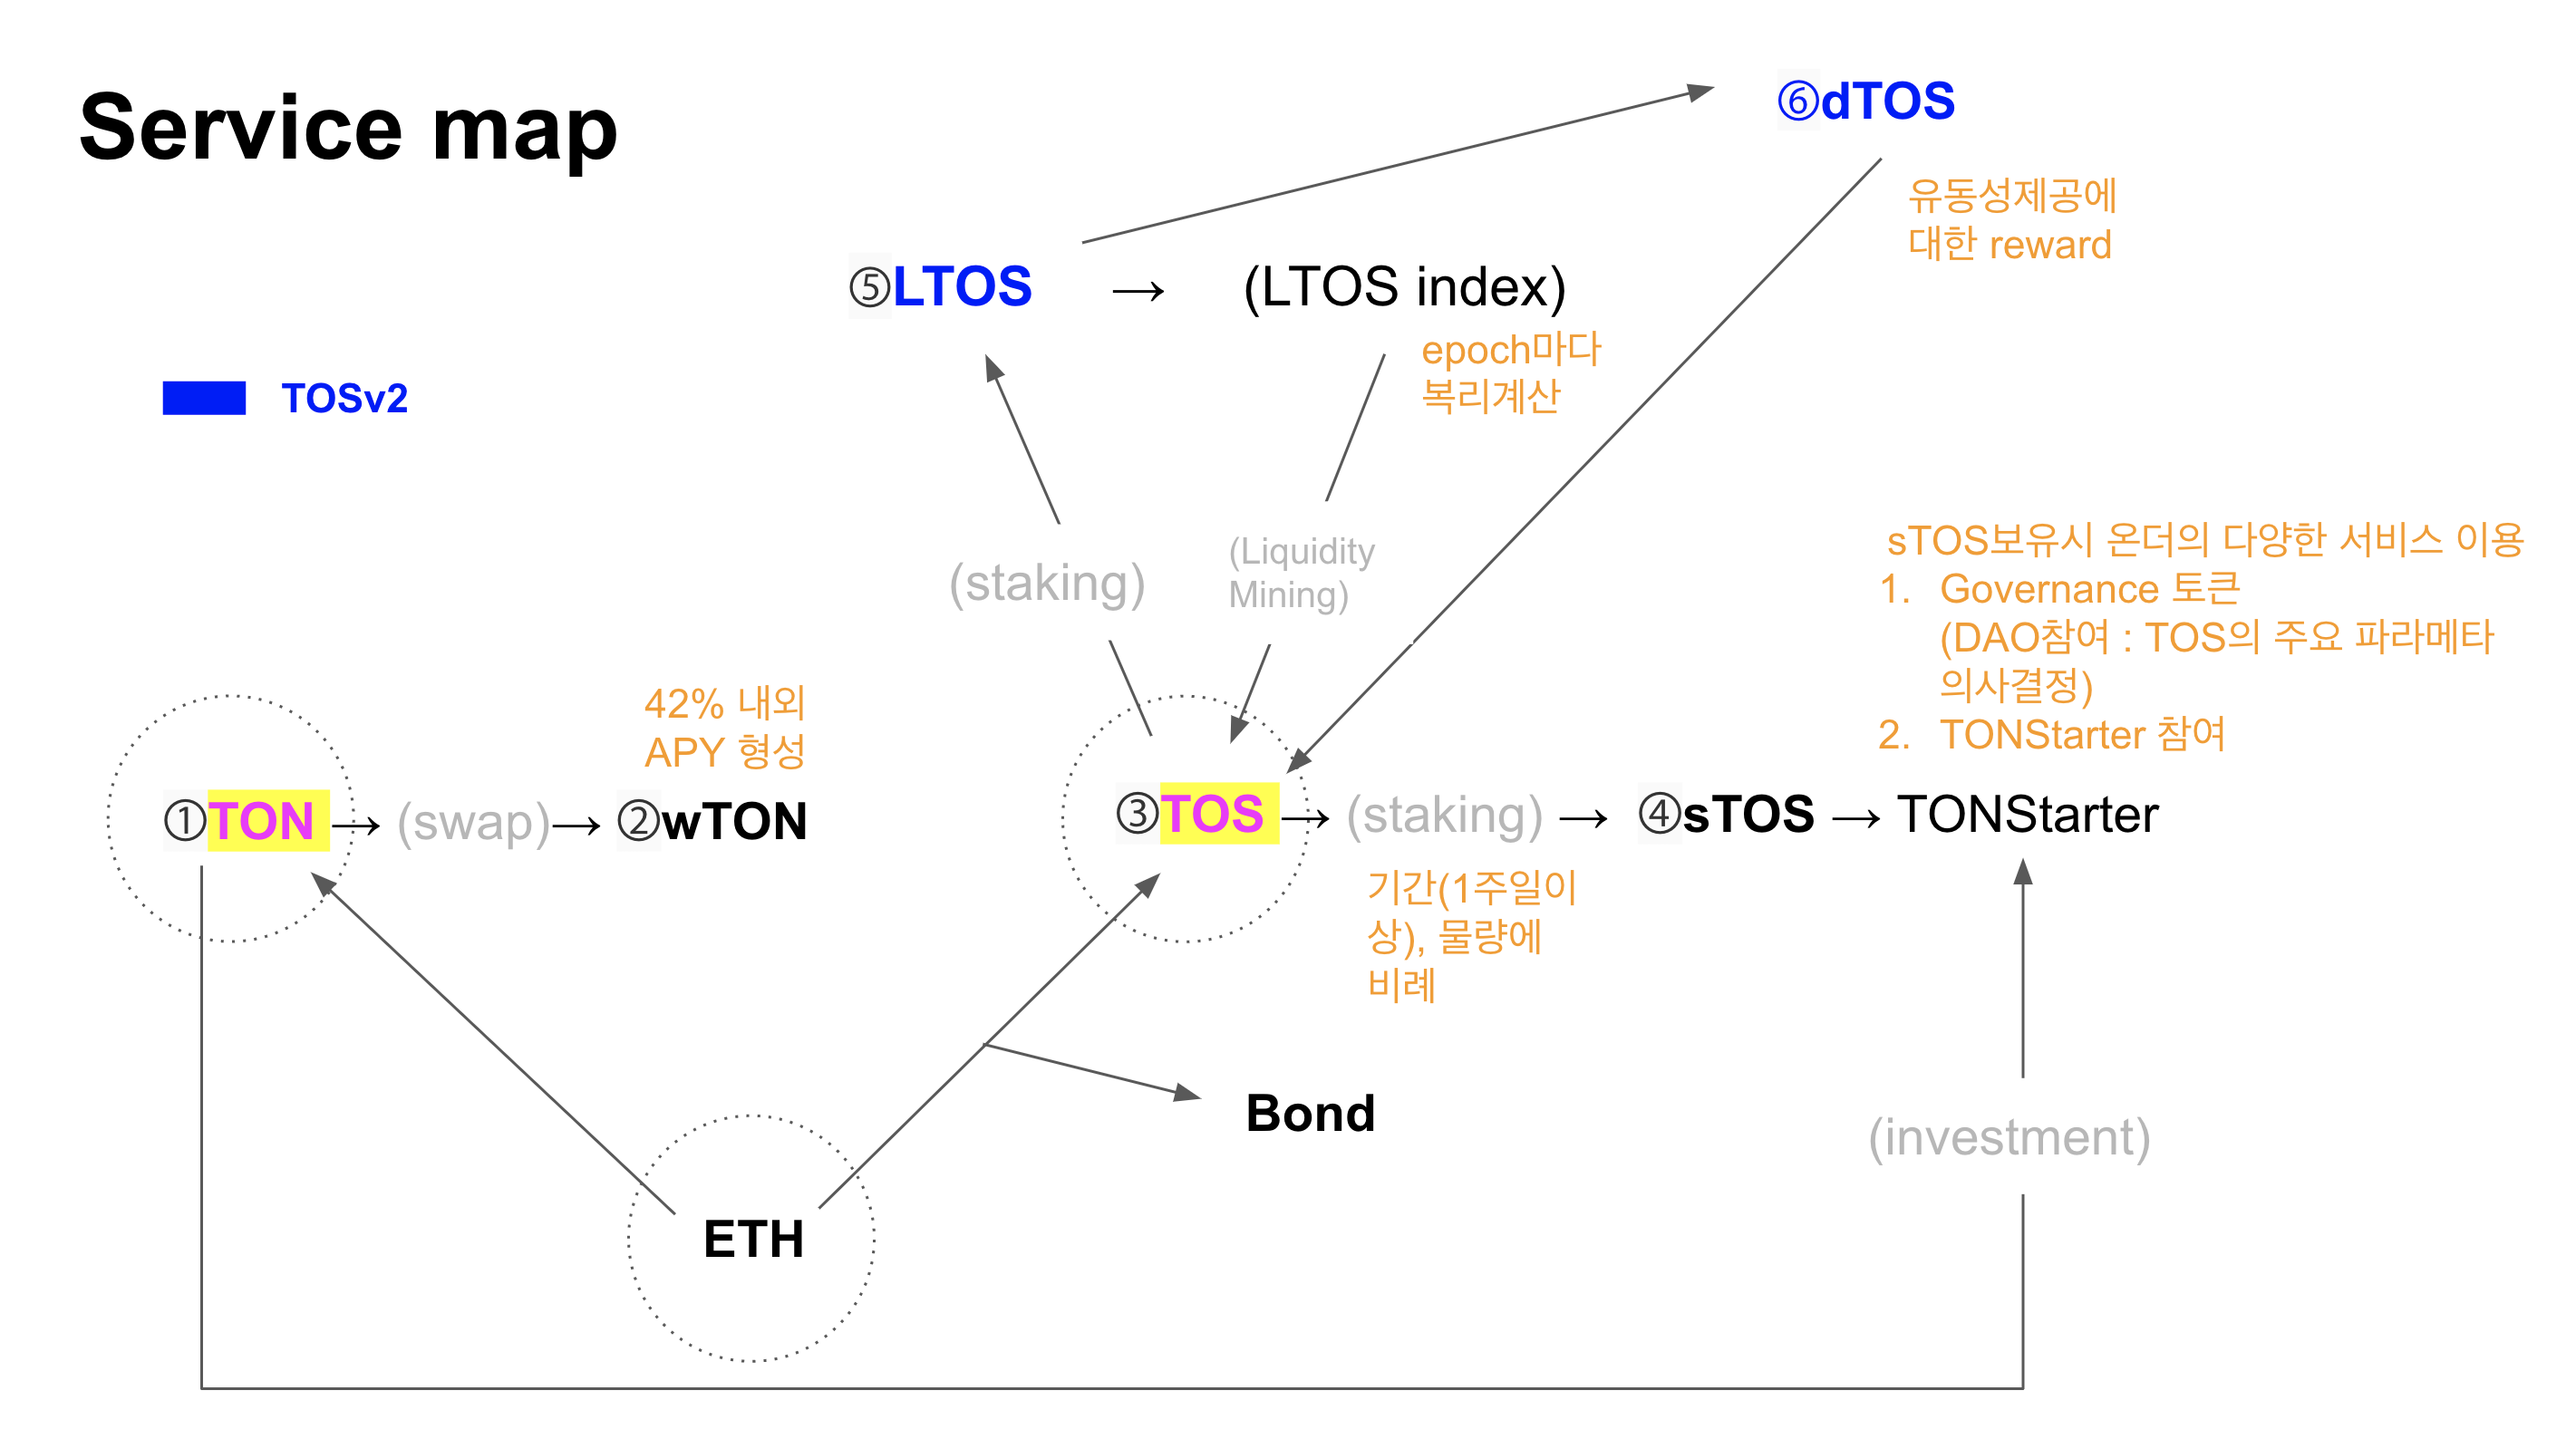 Service map
⑥dTOS
유동성제공에
대한 reward
⑤LTOS → (LTOS index)
epoch마다
복리계산
TOSv2
(staking)
(Liquidity
Mining)
sTOS보유시 온더의 다양한 서비스 이용
1. Governance 토큰
(DAO참여 : TOS의 주요 파라메타
의사결정)
2. TONStarter 참여
42% 내외
APY 형성
①TON → (swap) → ②wTON
③TOS → (staking) → ④sTOS → TONStarter
기간(1주일이
상), 물량에
비례
Bond
(investment)
ETH